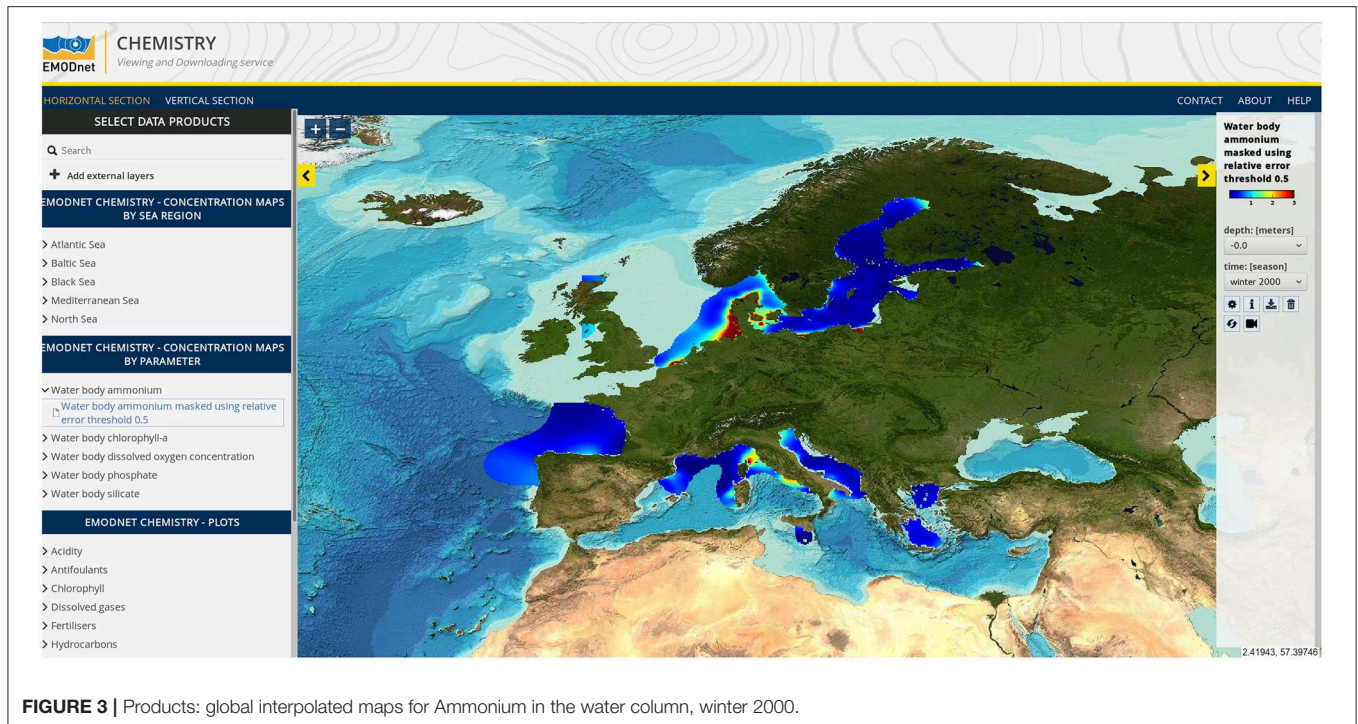 EMODnet
CHEMISTRY
Viewing and Downloading service
HORIZONTAL SECTION VERTICAL SECTION
CONTACT ABOUT HELP
SELECT DATA PRODUCTS
Search
Add external layers
EMODNET CHEMISTRY - CONCENTRATION MAPS
BY SEA REGION
Atlantic Sea
Baltic Sea
Black Sea
Mediterranean Sea
North Sea
EMODNET CHEMISTRY - CONCENTRATION MAPS
BY PARAMETER
Water body ammonium
Water body ammonium masked using relative
error threshold 0.5
Water body chlorophyll-a
Water body dissolved oxygen concentration
Water body phosphate
Water body silicate
EMODNET CHEMISTRY - PLOTS
Acidity
Antifoulants
Chlorophyll
Dissolved gases
Fertilisers
Hydrocarbons
Water body
ammonium
masked using
relative error
threshold 0.5
1 2 3
depth: [meters]
-0.0
time: [season]
winter 2000
2.41943, 57.39746
FIGURE 3 | Products: global interpolated maps for Ammonium in the water column, winter 2000.